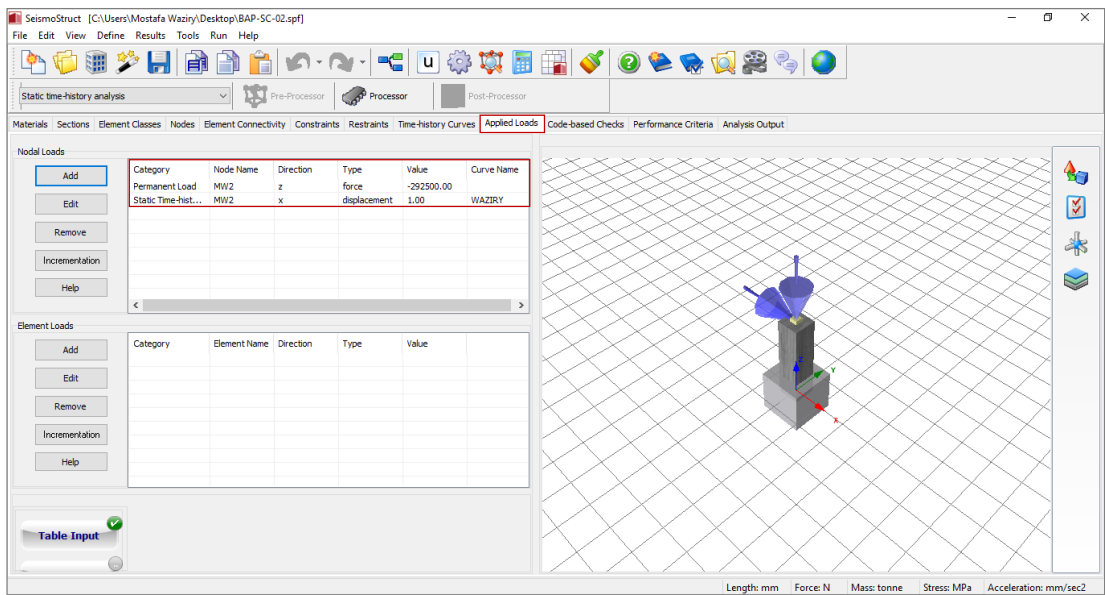 SeismoStruct [C:\Users\Mostafa Waziry\Desktop\BAP-SC-02.spf]
File Edit View Define Results Tools Run Help
u
Static time-history analysis Pre-Processor Processor Post-Processor
Materials Sections Element Classes Nodes Element Connectivity Constraints Restraints Time-history Curves Applied Loads Code-based Checks Performance Criteria Analysis Output
Nodal Loads
Add
Edit
Remove
Incrementation
Help
Category Node Name Direction Type Value Curve Name
Permanent Load MW2 z force -292500.00
Static Time-hist... MW2 x displacement 1.00 WAZIRY
Element Loads
Add
Edit
Remove
Incrementation
Help
Category Element Name Direction Type Value
Table Input
Z
Y
X
Length: mm Force: N Mass: tonne Stress: MPa Acceleration: mm/sec2